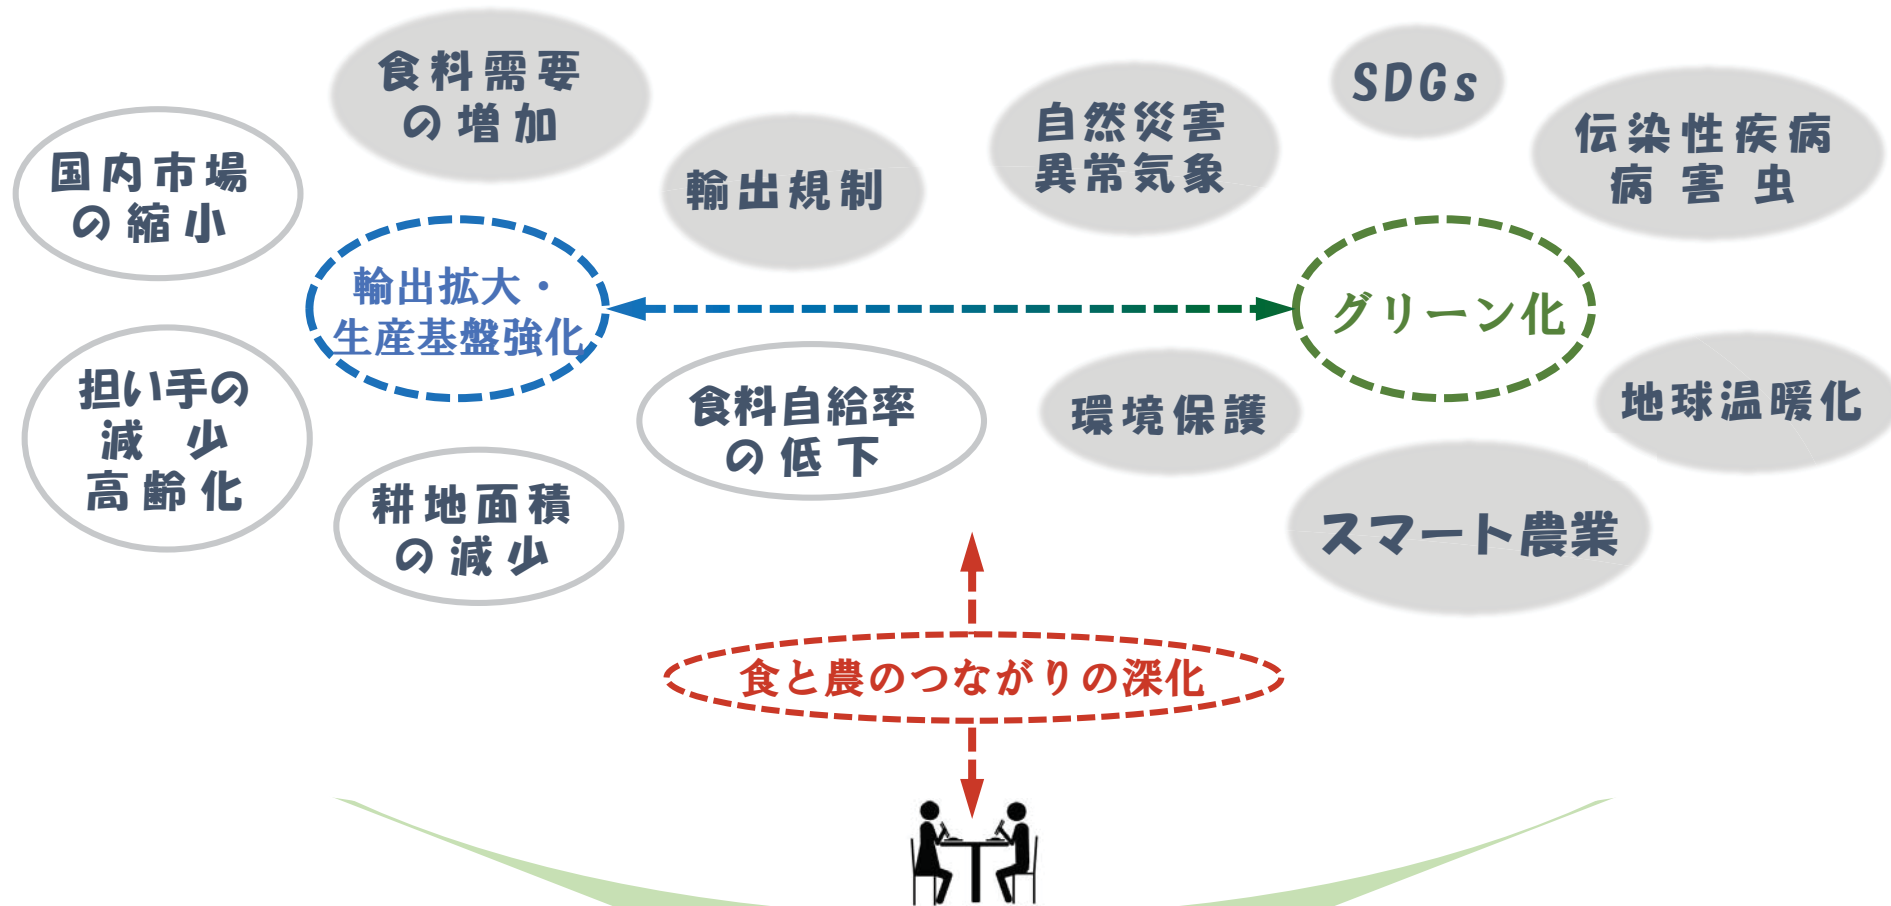 食料需要
の増加
SDGs
自然災害
異常気象
伝染性疾病
病害虫
国内市場
の縮小
輸出規制
輸出拡大・
生産基盤強化
グリーン化
担い手の
減少
高齢化
食料自給率
の低下
環境保護
地球温暖化
耕地面積
の減少
スマート農業
食と農のつながりの深化